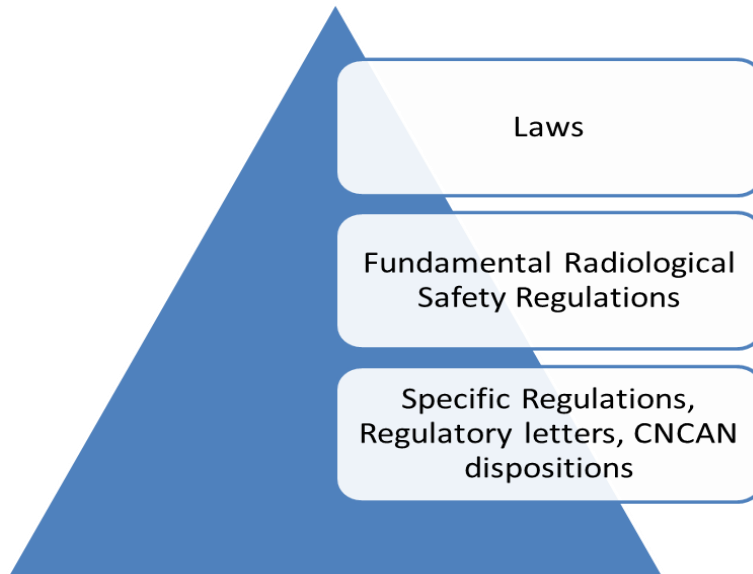 Laws
Fundamental Radiological
Safety Regulations
Specific Regulations,
Regulatory letters, CNCAN
dispositions